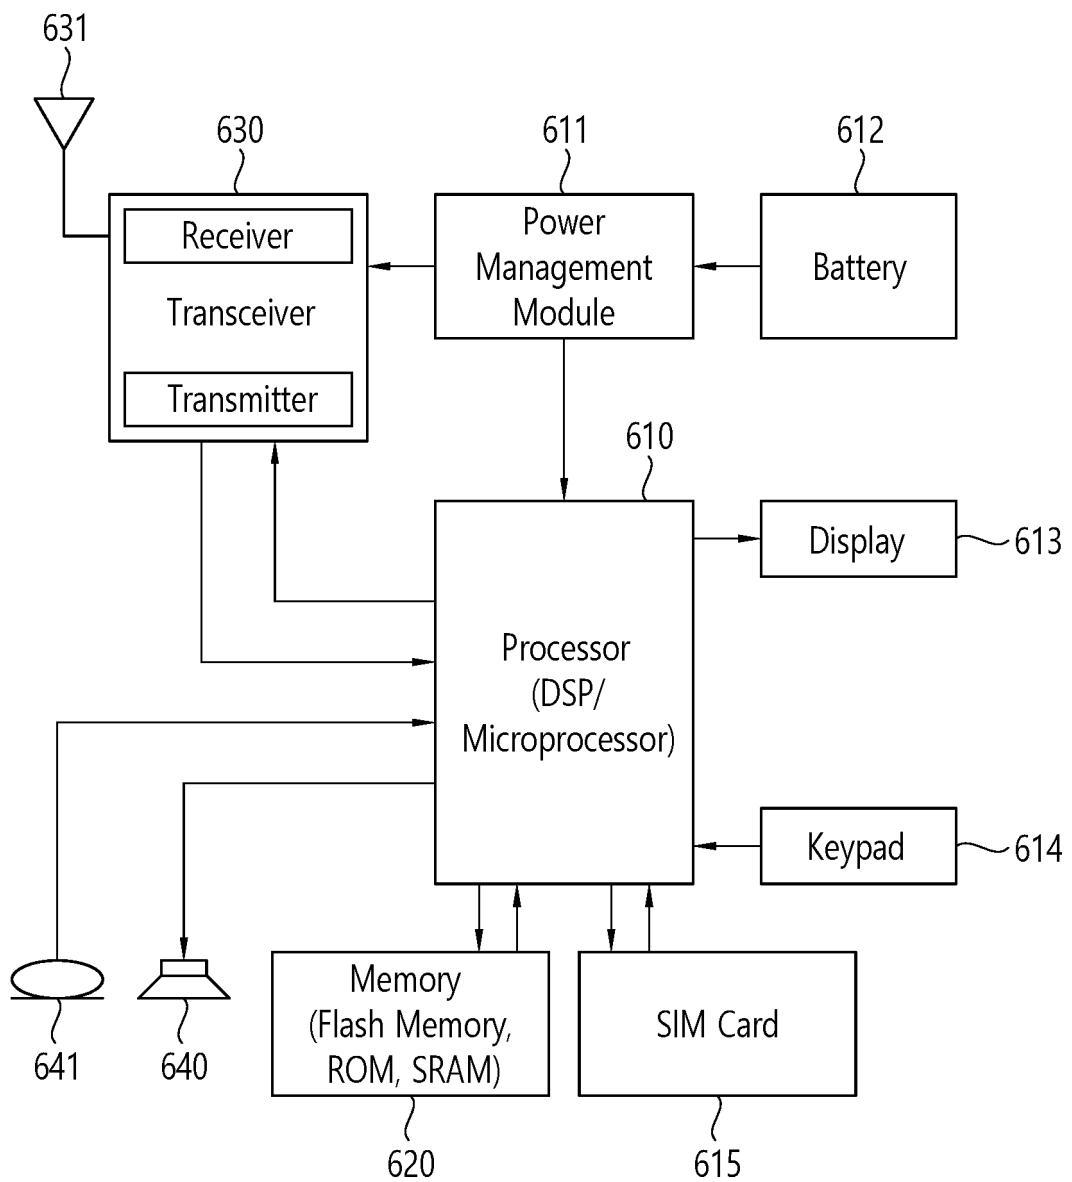 631
630
611
612
Receiver
Transceiver
Transmitter
Power
Management
Module
Battery
610
Display
613
Processor
(DSP/
Microprocessor)
Keypad
614
641
640
Memory
(Flash Memory,
ROM, SRAM)
SIM Card
620
615